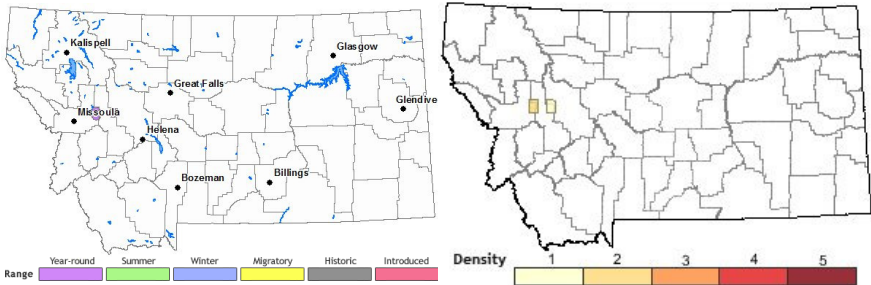 Kalispell
Glasgow
Great Falls
Glendive
Missoula
Helena
Bozeman
Billings
Range Year-round Summer Winter Migratory Historic Introduced
Density 1 2 3 4 5